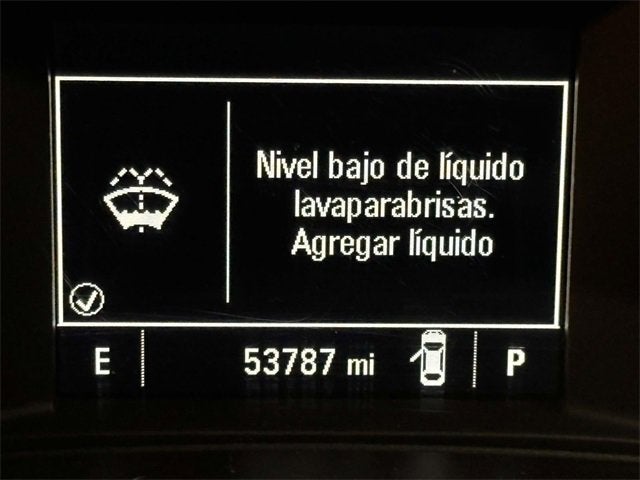 Nivel bajo de líquido
lavaparabrisas.
Agregar líquido
E 53787 mi P